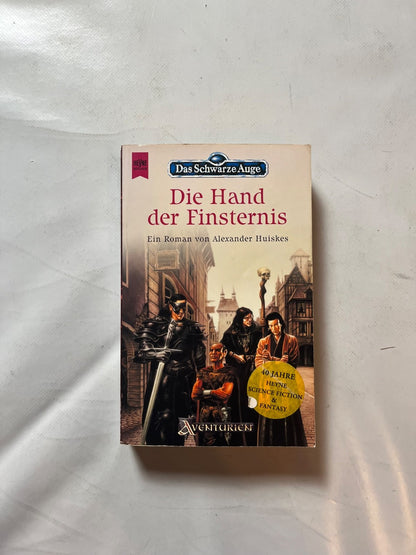 HEYNE
Das Schwarze Auge
Die Hand
der Finsternis
Ein Roman von Alexander Huiskes
40 JAHRE
HEYNE
SCIENCE FICTION
&
FANTASY
AVENTURIEN